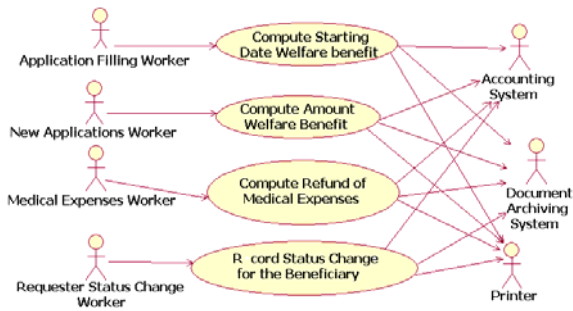 Compute Starting
Date Welfare benefit
Application Filling Worker
Accounting
System
Compute Amount
Welfare Benefit
New Applications Worker
Compute Refund of
Medical Expenses
Medical Expenses Worker
Document
Archiving
System
R cord Status Change
for the Beneficiary
Requester Status Change
Worker
Printer